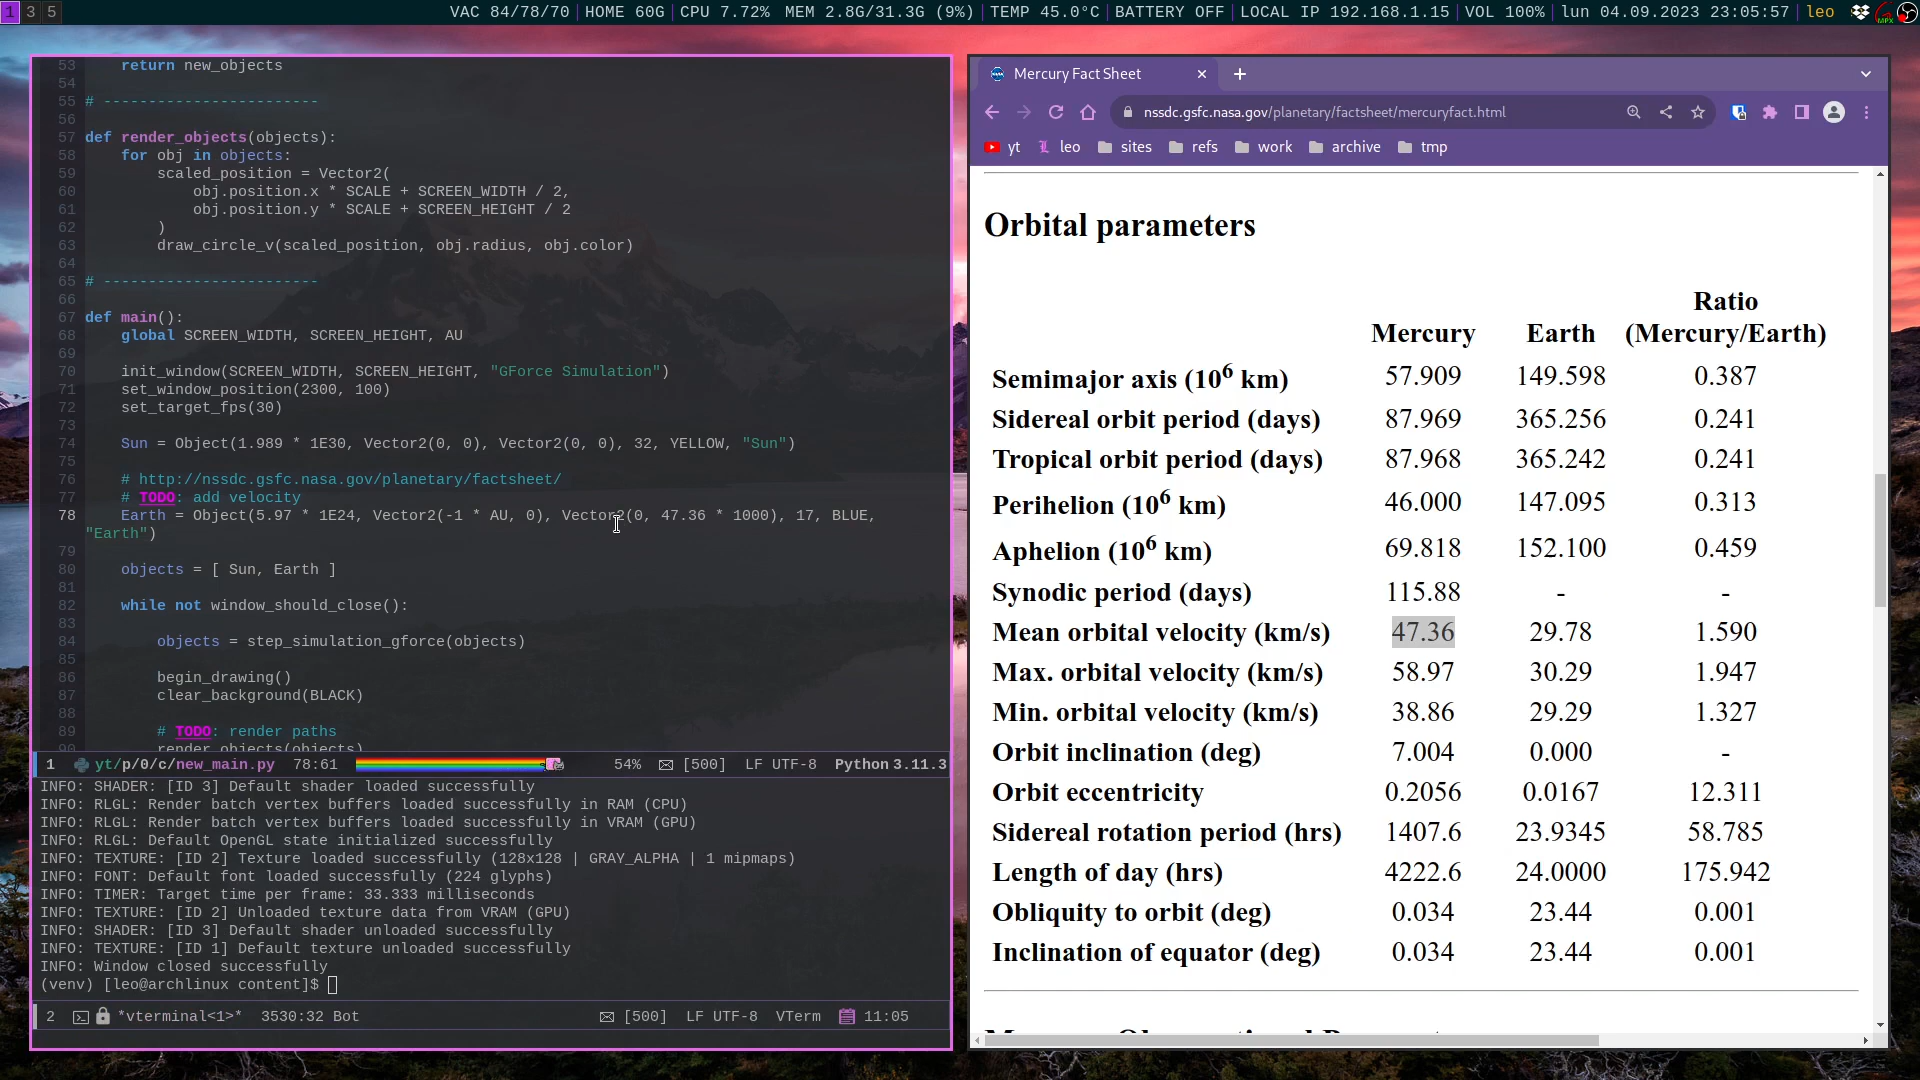 1 3 5
VAC 84/78/70 HOME 60G CPU 7.72% MEM 2.8G/31.3G (9%) TEMP 45.0°C BATTERY OFF LOCAL IP 192.168.1.15 VOL 100% lun 04.09.2023 23:05:57 leo
53 return new_objects
54
55 # ------------------------
56
57 def render_objects(objects):
58 for obj in objects:
59 scaled_position = Vector2(
60 obj.position.x * SCALE + SCREEN_WIDTH / 2,
61 obj.position.y * SCALE + SCREEN_HEIGHT / 2
62 )
63 draw_circle_v(scaled_position, obj.radius, obj.color)
64
65 # ------------------------
66
67 def main():
68 global SCREEN_WIDTH, SCREEN_HEIGHT, AU
69
70 init_window(SCREEN_WIDTH, SCREEN_HEIGHT, "GForce Simulation")
71 set_window_position(2300, 100)
72 set_target_fps(30)
73
74 Sun = Object(1.989 * 1E30, Vector2(0, 0), Vector2(0, 0), 32, YELLOW, "Sun")
75
76 # http://nssdc.gsfc.nasa.gov/planetary/factsheet/
77 # TODO: add velocity
78 Earth = Object(5.97 * 1E24, Vector2(-1 * AU, 0), Vector2(0, 47.36 * 1000), 17, BLUE,
"Earth")
79
80 objects = [ Sun, Earth ]
81
82 while not window_should_close():
83
84 objects = step_simulation_gforce(objects)
85
86 begin_drawing()
87 clear_background(BLACK)
88
89 # TODO: render paths
90 render_objects(objects)
1 yt/p/0/c/new_main.py 78:61 54% [500] LF UTF-8 Python 3.11.3
INFO: SHADER: [ID 3] Default shader loaded successfully
INFO: RLGL: Render batch vertex buffers loaded successfully in RAM (CPU)
INFO: RLGL: Render batch vertex buffers loaded successfully in VRAM (GPU)
INFO: RLGL: Default OpenGL state initialized successfully
INFO: TEXTURE: [ID 2] Texture loaded successfully (128x128 | GRAY_ALPHA | 1 mipmaps)
INFO: FONT: Default font loaded successfully (224 glyphs)
INFO: TIMER: Target time per frame: 33.333 milliseconds
INFO: TEXTURE: [ID 2] Unloaded texture data from VRAM (GPU)
INFO: SHADER: [ID 3] Default shader unloaded successfully
INFO: TEXTURE: [ID 1] Default texture unloaded successfully
INFO: Window closed successfully
(venv) [leo@archlinux content]$
2 *vterminal<1>* 3530:32 Bot [500] LF UTF-8 VTerm 11:05
Mercury Fact Sheet
nssdc.gsfc.nasa.gov/planetary/factsheet/mercuryfact.html
yt leo sites refs work archive tmp
Orbital parameters
Ratio
Mercury Earth (Mercury/Earth)
Semimajor axis (10⁶ km) 57.909 149.598 0.387
Sidereal orbit period (days) 87.969 365.256 0.241
Tropical orbit period (days) 87.968 365.242 0.241
Perihelion (10⁶ km) 46.000 147.095 0.313
Aphelion (10⁶ km) 69.818 152.100 0.459
Synodic period (days) 115.88 - -
Mean orbital velocity (km/s) 47.36 29.78 1.590
Max. orbital velocity (km/s) 58.97 30.29 1.947
Min. orbital velocity (km/s) 38.86 29.29 1.327
Orbit inclination (deg) 7.004 0.000 -
Orbit eccentricity 0.2056 0.0167 12.311
Sidereal rotation period (hrs) 1407.6 23.9345 58.785
Length of day (hrs) 4222.6 24.0000 175.942
Obliquity to orbit (deg) 0.034 23.44 0.001
Inclination of equator (deg) 0.034 23.44 0.001